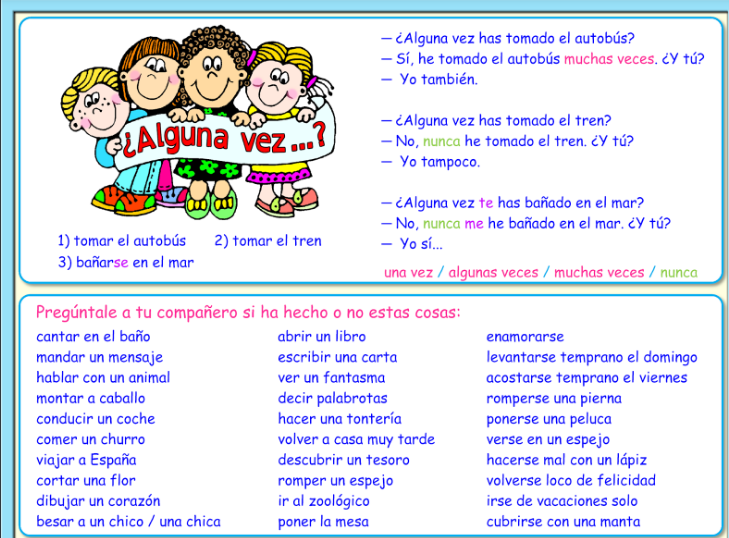 ¿Alguna vez...?
1) tomar el autobús 2) tomar el tren
3) bañarse en el mar
— ¿Alguna vez has tomado el autobús?
— Sí, he tomado el autobús muchas veces. ¿Y tú?
— Yo también.
— ¿Alguna vez has tomado el tren?
— No, nunca he tomado el tren. ¿Y tú?
— Yo tampoco.
— ¿Alguna vez te has bañado en el mar?
— No, nunca me he bañado en el mar. ¿Y tú?
— Yo sí...
una vez / algunas veces / muchas veces / nunca
Pregúntale a tu compañero si ha hecho o no estas cosas:
cantar en el baño
mandar un mensaje
hablar con un animal
montar a caballo
conducir un coche
comer un churro
viajar a España
cortar una flor
dibujar un corazón
besar a un chico / una chica
abrir un libro
escribir una carta
ver un fantasma
decir palabrotas
hacer una tontería
volver a casa muy tarde
descubrir un tesoro
romper un espejo
ir al zoológico
poner la mesa
enamorarse
levantarse temprano el domingo
acostarse temprano el viernes
romperse una pierna
ponerse una peluca
verse en un espejo
hacerse mal con un lápiz
volverse loco de felicidad
irse de vacaciones solo
cubrirse con una manta